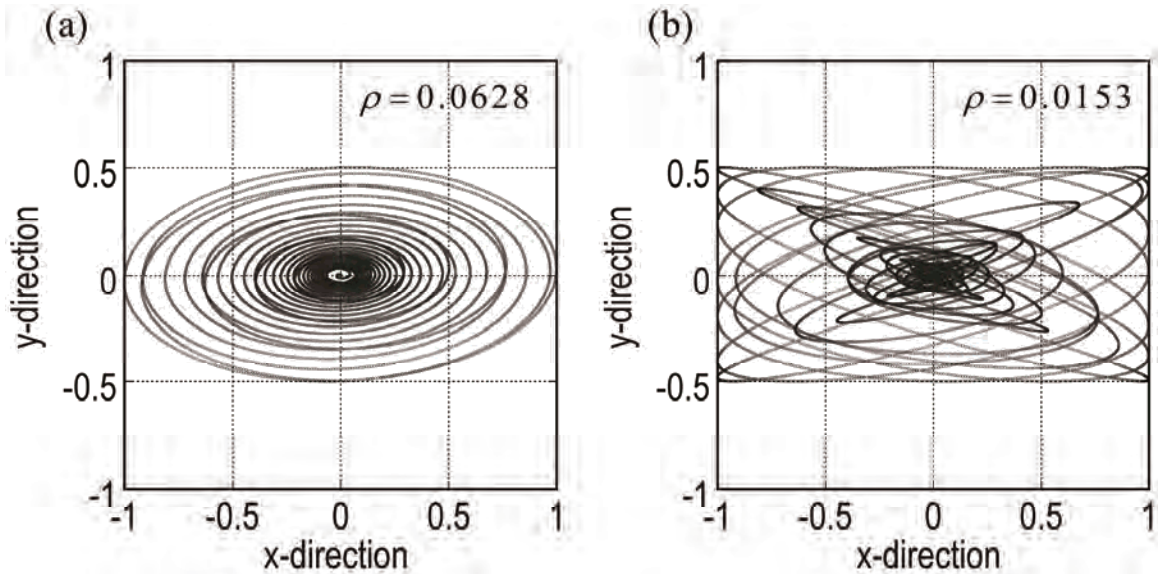 (a)
ρ = 0.0628
1
0.5
0
-0.5
-1
-1 -0.5 0 0.5 1
x-direction
y-direction
(b)
ρ = 0.0153
1
0.5
0
-0.5
-1
-1 -0.5 0 0.5 1
x-direction
y-direction